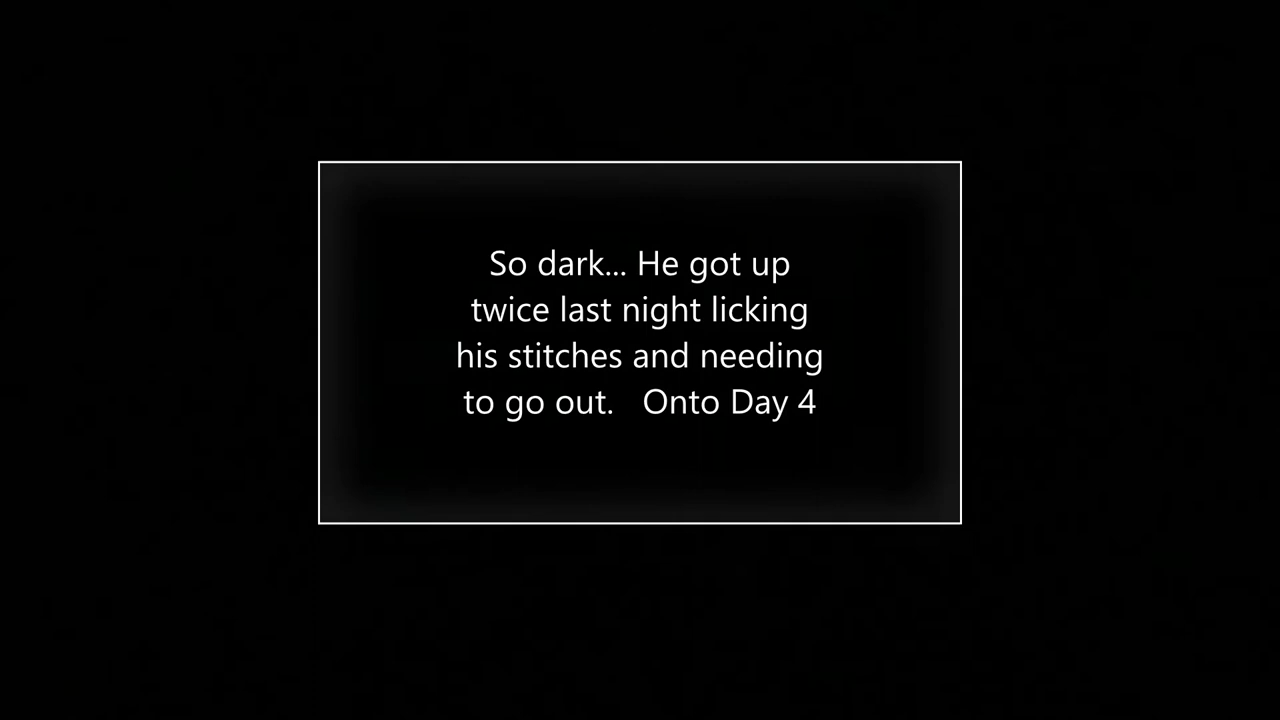 So dark... He got up
twice last night licking
his stitches and needing
to go out.   Onto Day 4